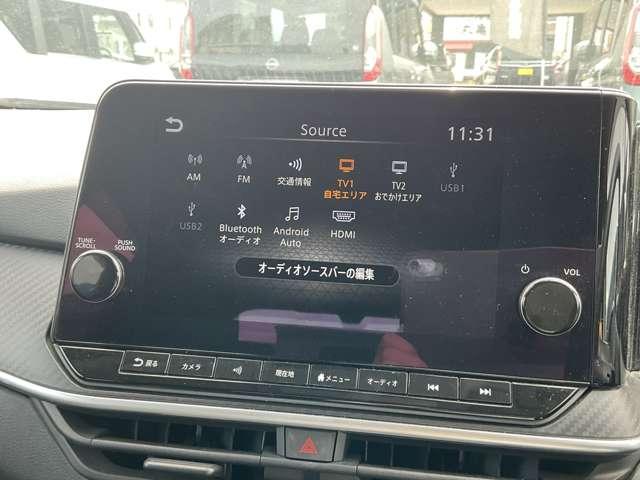 Source
11:31
AM
FM
交通情報
TV1
自宅エリア
TV2
おでかけエリア
USB1
USB2
Bluetooth
オーディオ
Android
Auto
HDMI
オーディオソースバーの編集
TUNE・
SCROLL
PUSH
SOUND
VOL
戻る
カメラ
現在地
メニュー
オーディオ